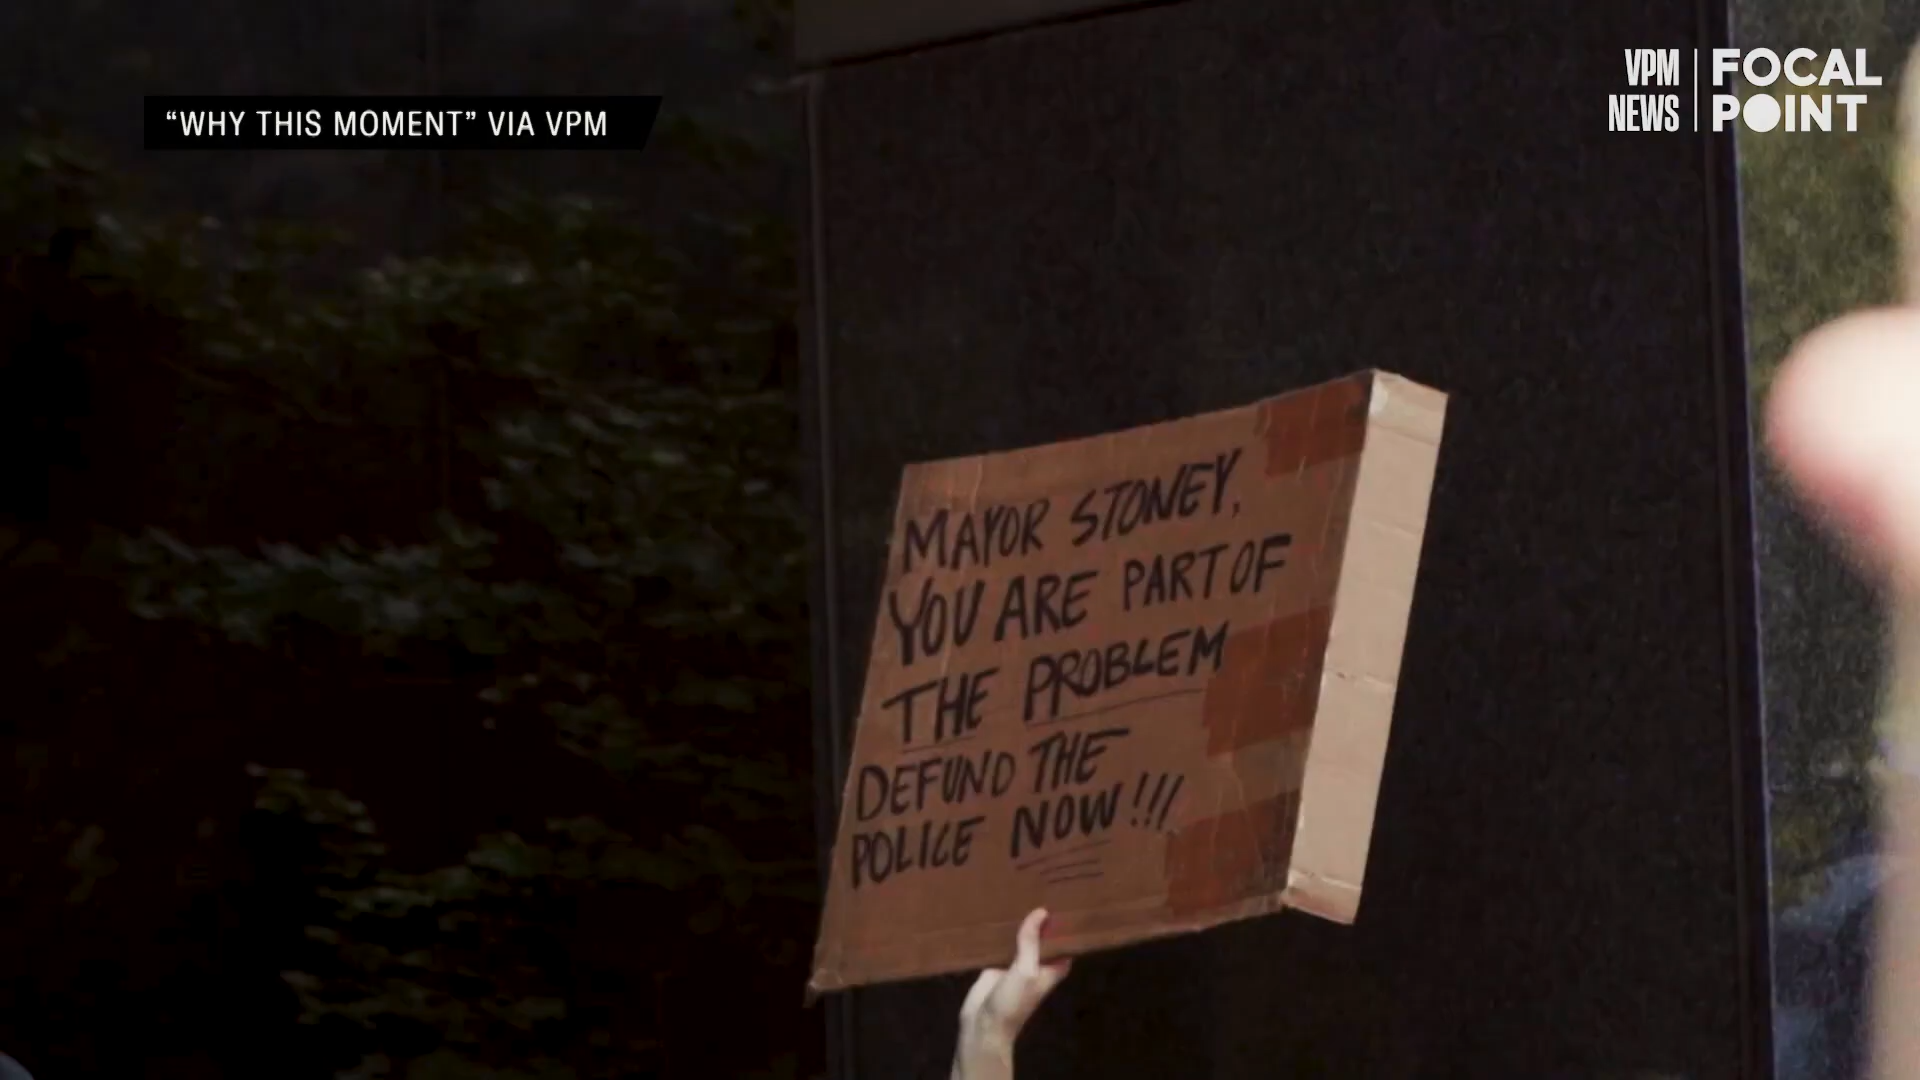 “WHY THIS MOMENT” VIA VPM
VPM NEWS
FOCAL POINT
MAYOR STONEY,
YOU ARE PART OF
THE PROBLEM
DEFUND THE
POLICE NOW!!!